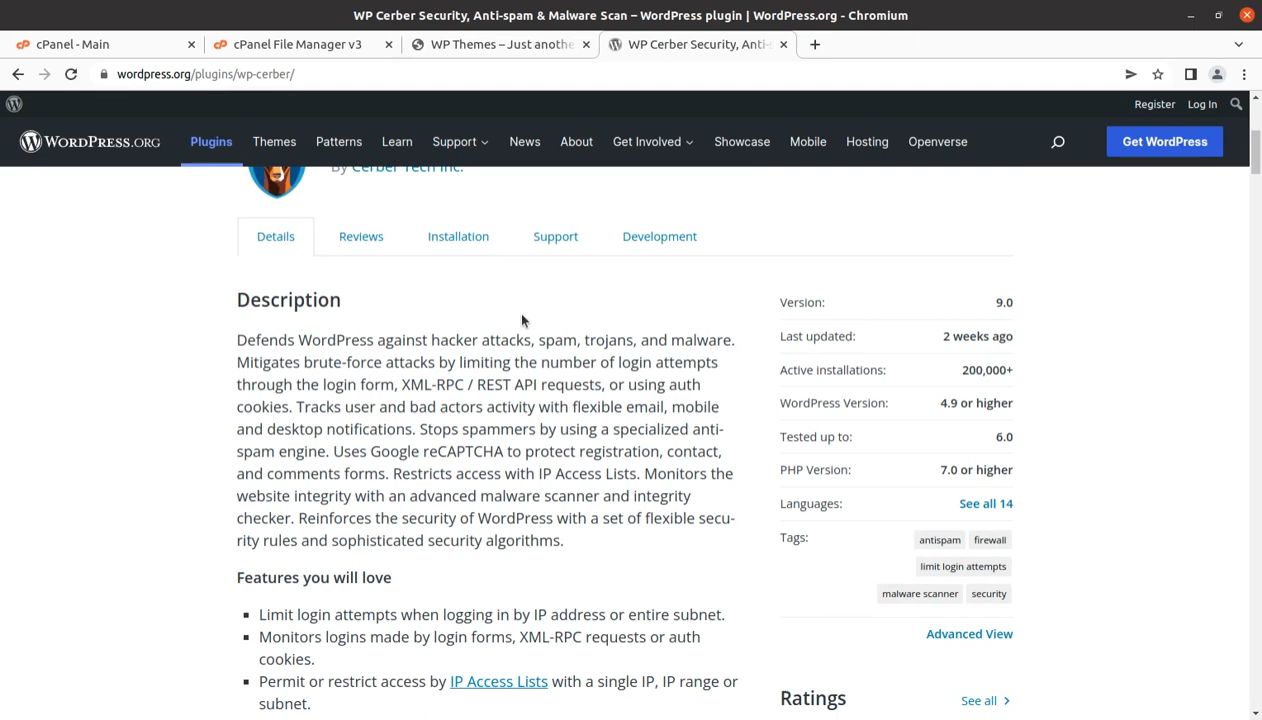 WP Cerber Security, Anti-spam & Malware Scan – WordPress plugin | WordPress.org - Chromium
cPanel - Main
cPanel File Manager v3
WP Themes – Just anothe
WP Cerber Security, Anti-s
wordpress.org/plugins/wp-cerber/
Register
Log In
WORDPRESS.ORG
Plugins
Themes
Patterns
Learn
Support
News
About
Get Involved
Showcase
Mobile
Hosting
Openverse
Get WordPress
By Cerber Tech Inc.
Details
Reviews
Installation
Support
Development
Description
Defends WordPress against hacker attacks, spam, trojans, and malware.
Mitigates brute-force attacks by limiting the number of login attempts
through the login form, XML-RPC / REST API requests, or using auth
cookies. Tracks user and bad actors activity with flexible email, mobile
and desktop notifications. Stops spammers by using a specialized anti-
spam engine. Uses Google reCAPTCHA to protect registration, contact,
and comments forms. Restricts access with IP Access Lists. Monitors the
website integrity with an advanced malware scanner and integrity
checker. Reinforces the security of WordPress with a set of flexible secu-
rity rules and sophisticated security algorithms.
Features you will love
▪ Limit login attempts when logging in by IP address or entire subnet.
▪ Monitors logins made by login forms, XML-RPC requests or auth
cookies.
▪ Permit or restrict access by IP Access Lists with a single IP, IP range or
subnet.
Version: 9.0
Last updated: 2 weeks ago
Active installations: 200,000+
WordPress Version: 4.9 or higher
Tested up to: 6.0
PHP Version: 7.0 or higher
Languages: See all 14
Tags: antispam firewall
limit login attempts
malware scanner security
Advanced View
Ratings See all